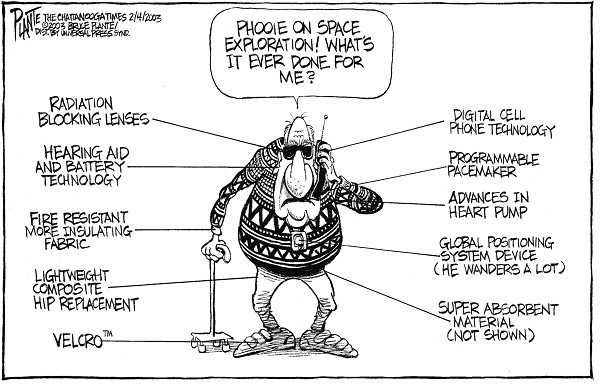 PLANTE THE CHATTANOOGA TIMES 2/4/2003
©2003 BRUCE PLANTE/
DIST. BY UNIVERSAL PRESS SYND.
PHOOIE ON SPACE
EXPLORATION! WHAT'S
IT EVER DONE FOR
ME?
RADIATION
BLOCKING LENSES
HEARING AID
AND BATTERY
TECHNOLOGY
FIRE RESISTANT
MORE INSULATING
FABRIC
LIGHTWEIGHT
COMPOSITE
HIP REPLACEMENT
VELCRO™
DIGITAL CELL
PHONE TECHNOLOGY
PROGRAMMABLE
PACEMAKER
ADVANCES IN
HEART PUMP
GLOBAL POSITIONING
SYSTEM DEVICE
(HE WANDERS A LOT)
SUPER ABSORBENT
MATERIAL
(NOT SHOWN)